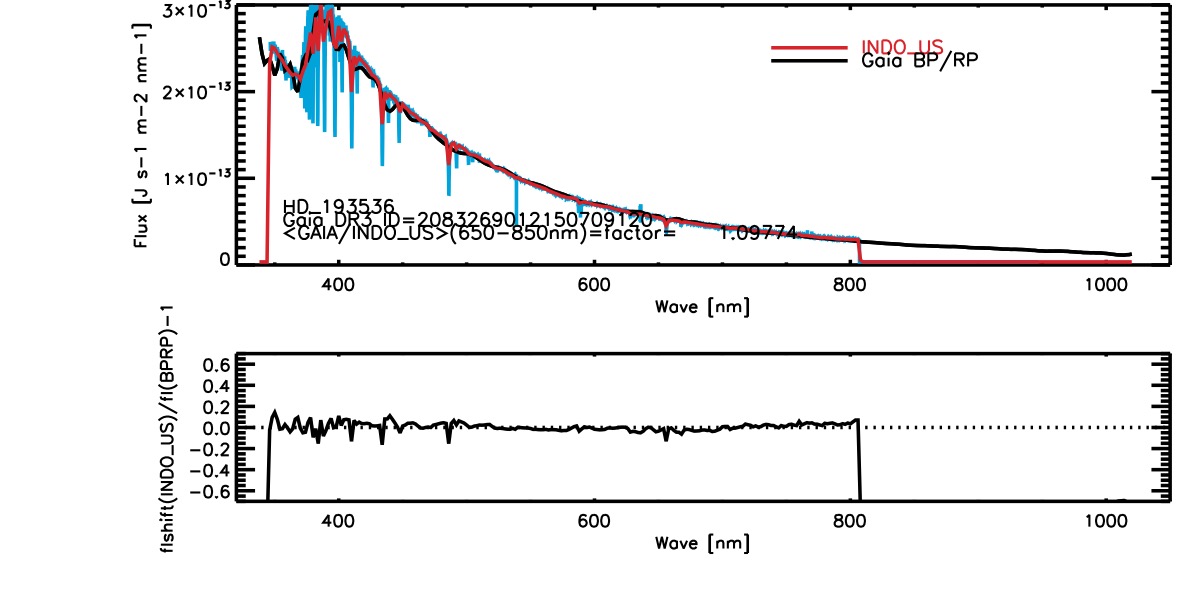 3×10−13
2×10−13
1×10−13
0
Flux [J s−1 m−2 nm−1]
INDO_US
Gaia BP/RP
HD_193536
Gaia DR3_ID=2083269012150709120
<GAIA/INDO_US>(650−850nm)=factor= 1.09774
400 600 800 1000
Wave [nm]
flshift(INDO_US)/fl(BPRP)−1
0.6
0.4
0.2
0.0
−0.2
−0.4
−0.6
400 600 800 1000
Wave [nm]